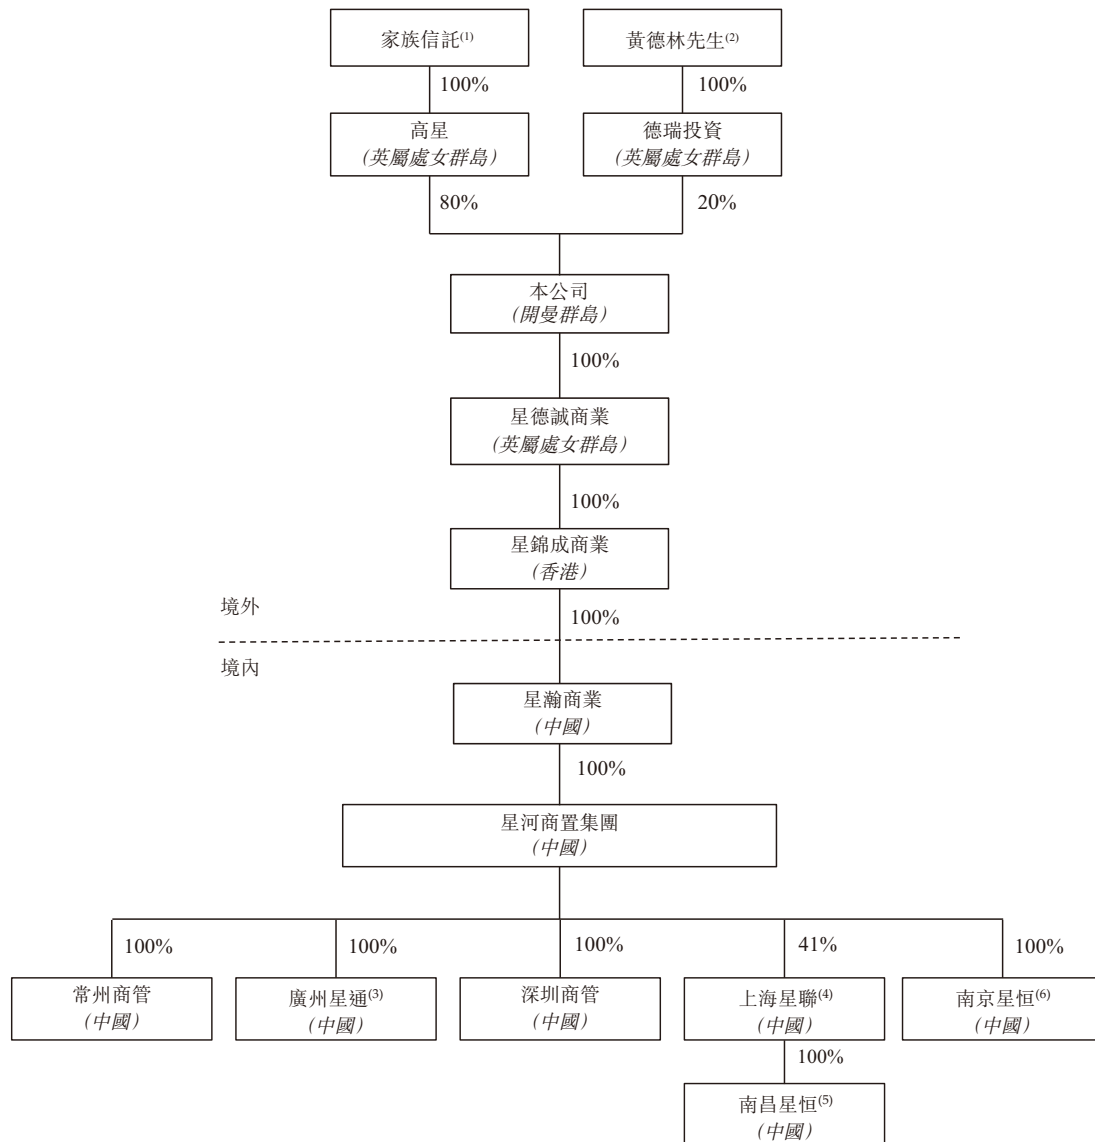 家族信託(1)
黃德林先生(2)
100%
100%
高星
(英屬處女群島)
德瑞投資
(英屬處女群島)
80%
20%
本公司
(開曼群島)
100%
星德誠商業
(英屬處女群島)
100%
星錦成商業
(香港)
境外
100%
境內
星瀚商業
(中國)
100%
星河商置集團
(中國)
100%
100%
100%
41%
100%
常州商管
(中國)
廣州星通(3)
(中國)
深圳商管
(中國)
上海星聯(4)
(中國)
南京星恒(6)
(中國)
100%
南昌星恒(5)
(中國)